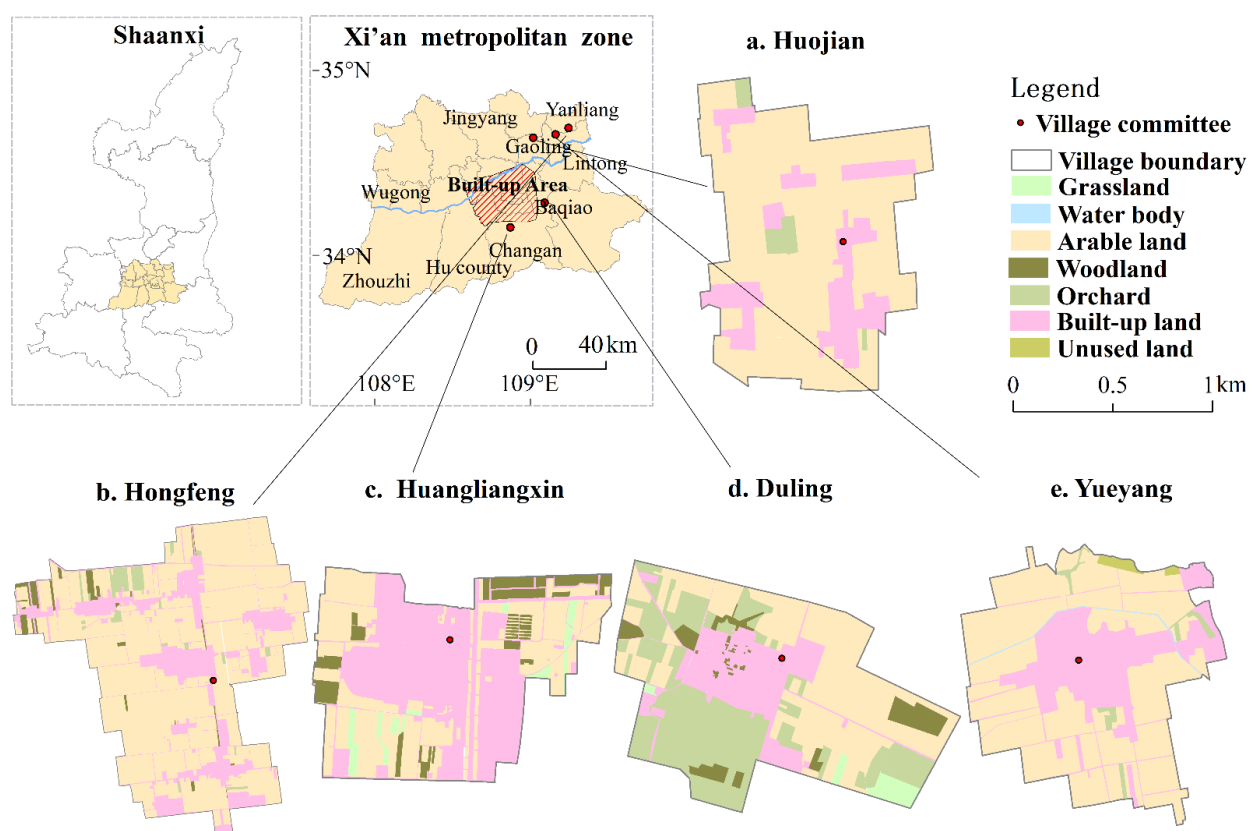 Shaanxi
Xi'an metropolitan zone
35°N
34°N
Jingyang
Yanliang
Gaoling
Lintong
Wugong
Built-up Area
Baqiao
Changan
Hu county
Zhouzhi
0 40 km
108°E 109°E
a. Huojian
Legend
Village committee
Village boundary
Grassland
Water body
Arable land
Woodland
Orchard
Built-up land
Unused land
0 0.5 1km
b. Hongfeng
c. Huangliangxin
d. Duling
e. Yueyang